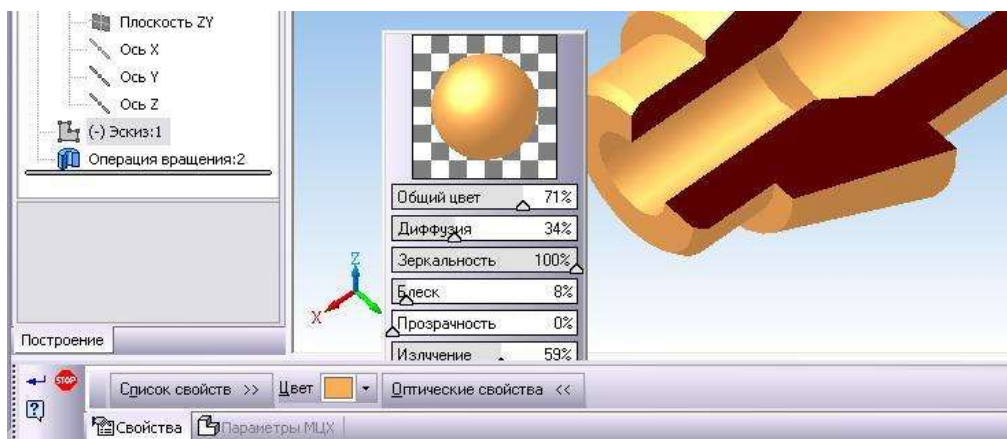 Плоскость ZY
Ось X
Ось Y
Ось Z
(-) Эскиз:1
Операция вращения:2
Общий цвет 71%
Диффузия 34%
Зеркальность 100%
Блеск 8%
Прозрачность 0%
Излучение 59%
Z
X
Построение
STOP
Список свойств >> Цвет Оптические свойства <<
?
Свойства Параметры МЦХ